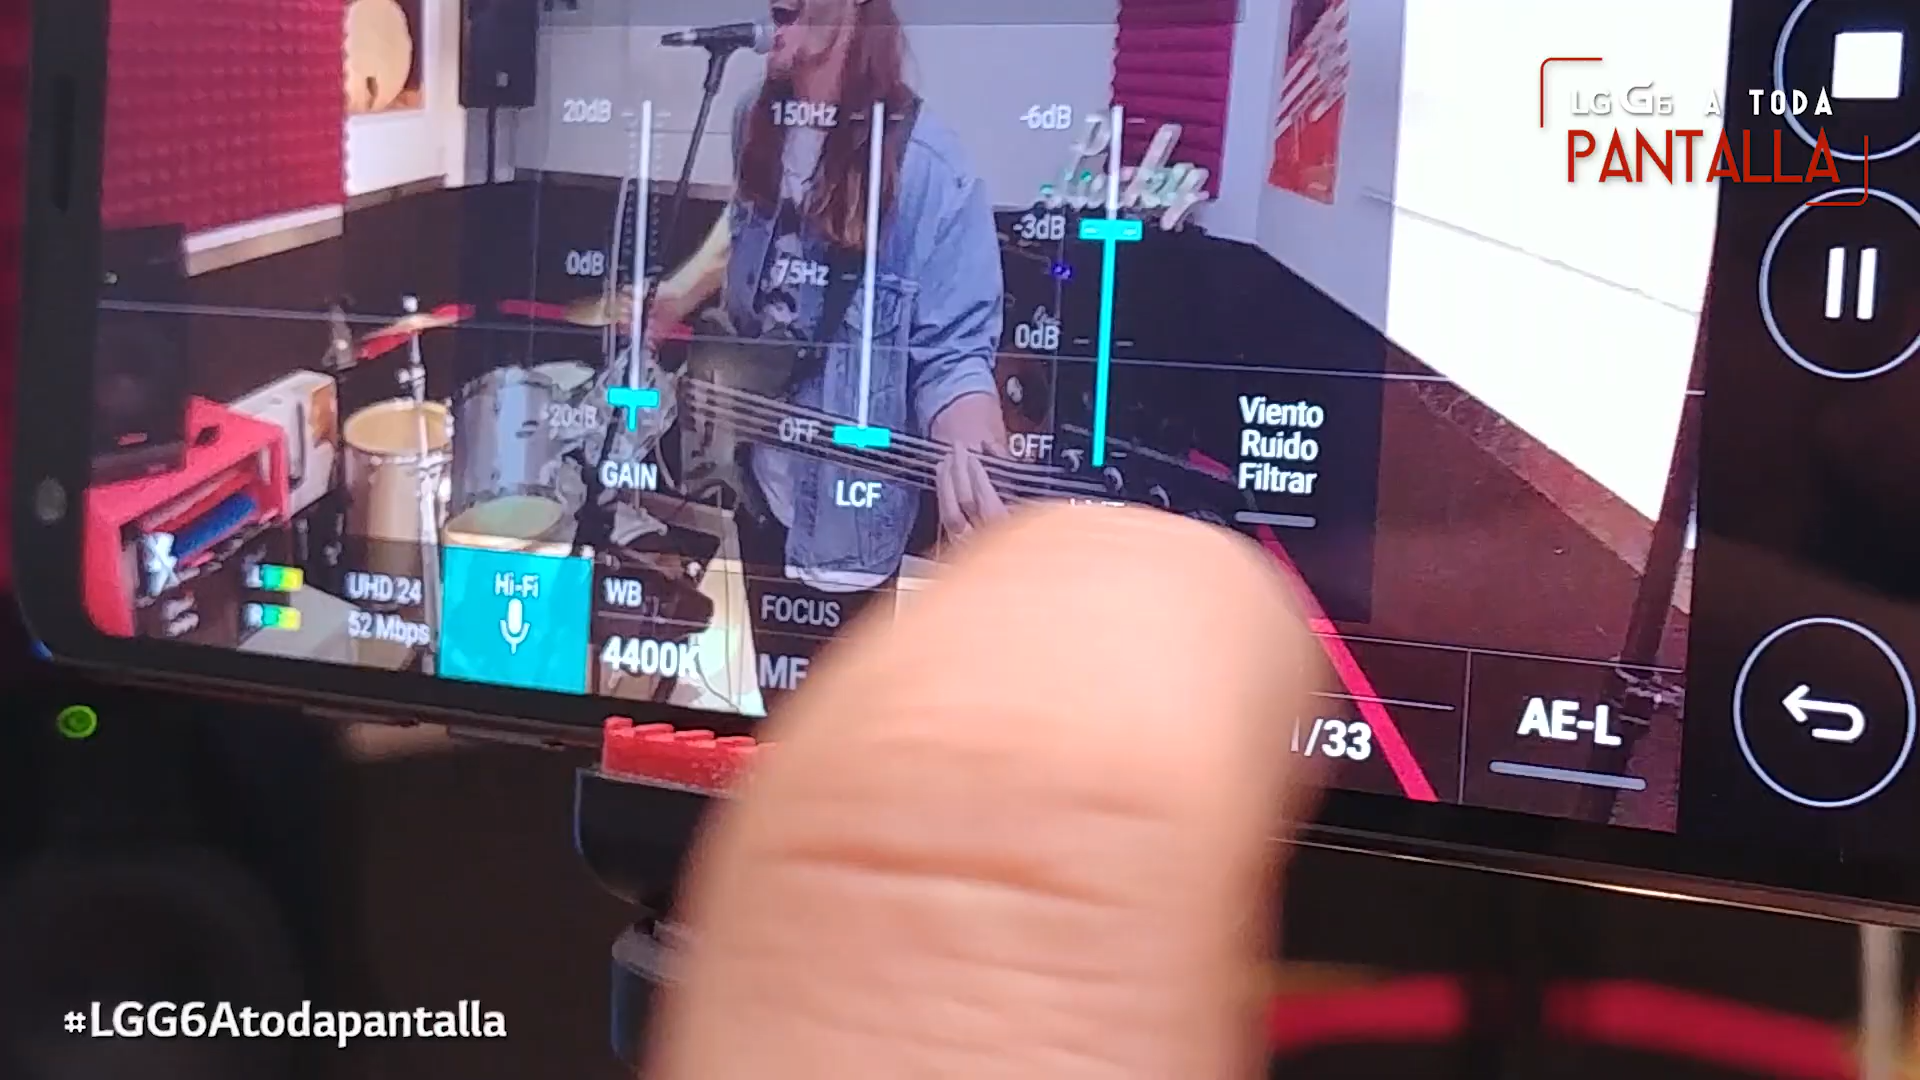 LG G6 A TODA
PANTALLA
20dB
150Hz
-6dB
-3dB
0dB
75Hz
0dB
-20dB
OFF
OFF
GAIN
LCF
Viento
Ruido
Filtrar
L
R
UHD 24
52 Mbps
Hi-Fi
WB
4400K
FOCUS
MF
/33
AE-L
#LGG6Atodapantalla